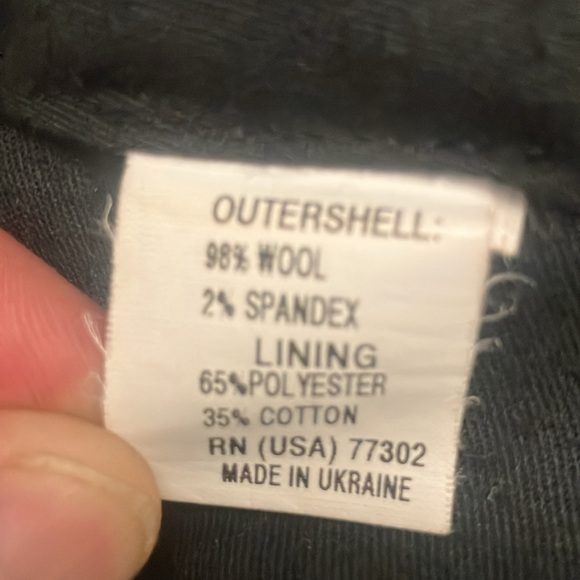 OUTERSHELL:
98% WOOL
2% SPANDEX
LINING
65%POLYESTER
35% COTTON
RN (USA) 77302
MADE IN UKRAINE